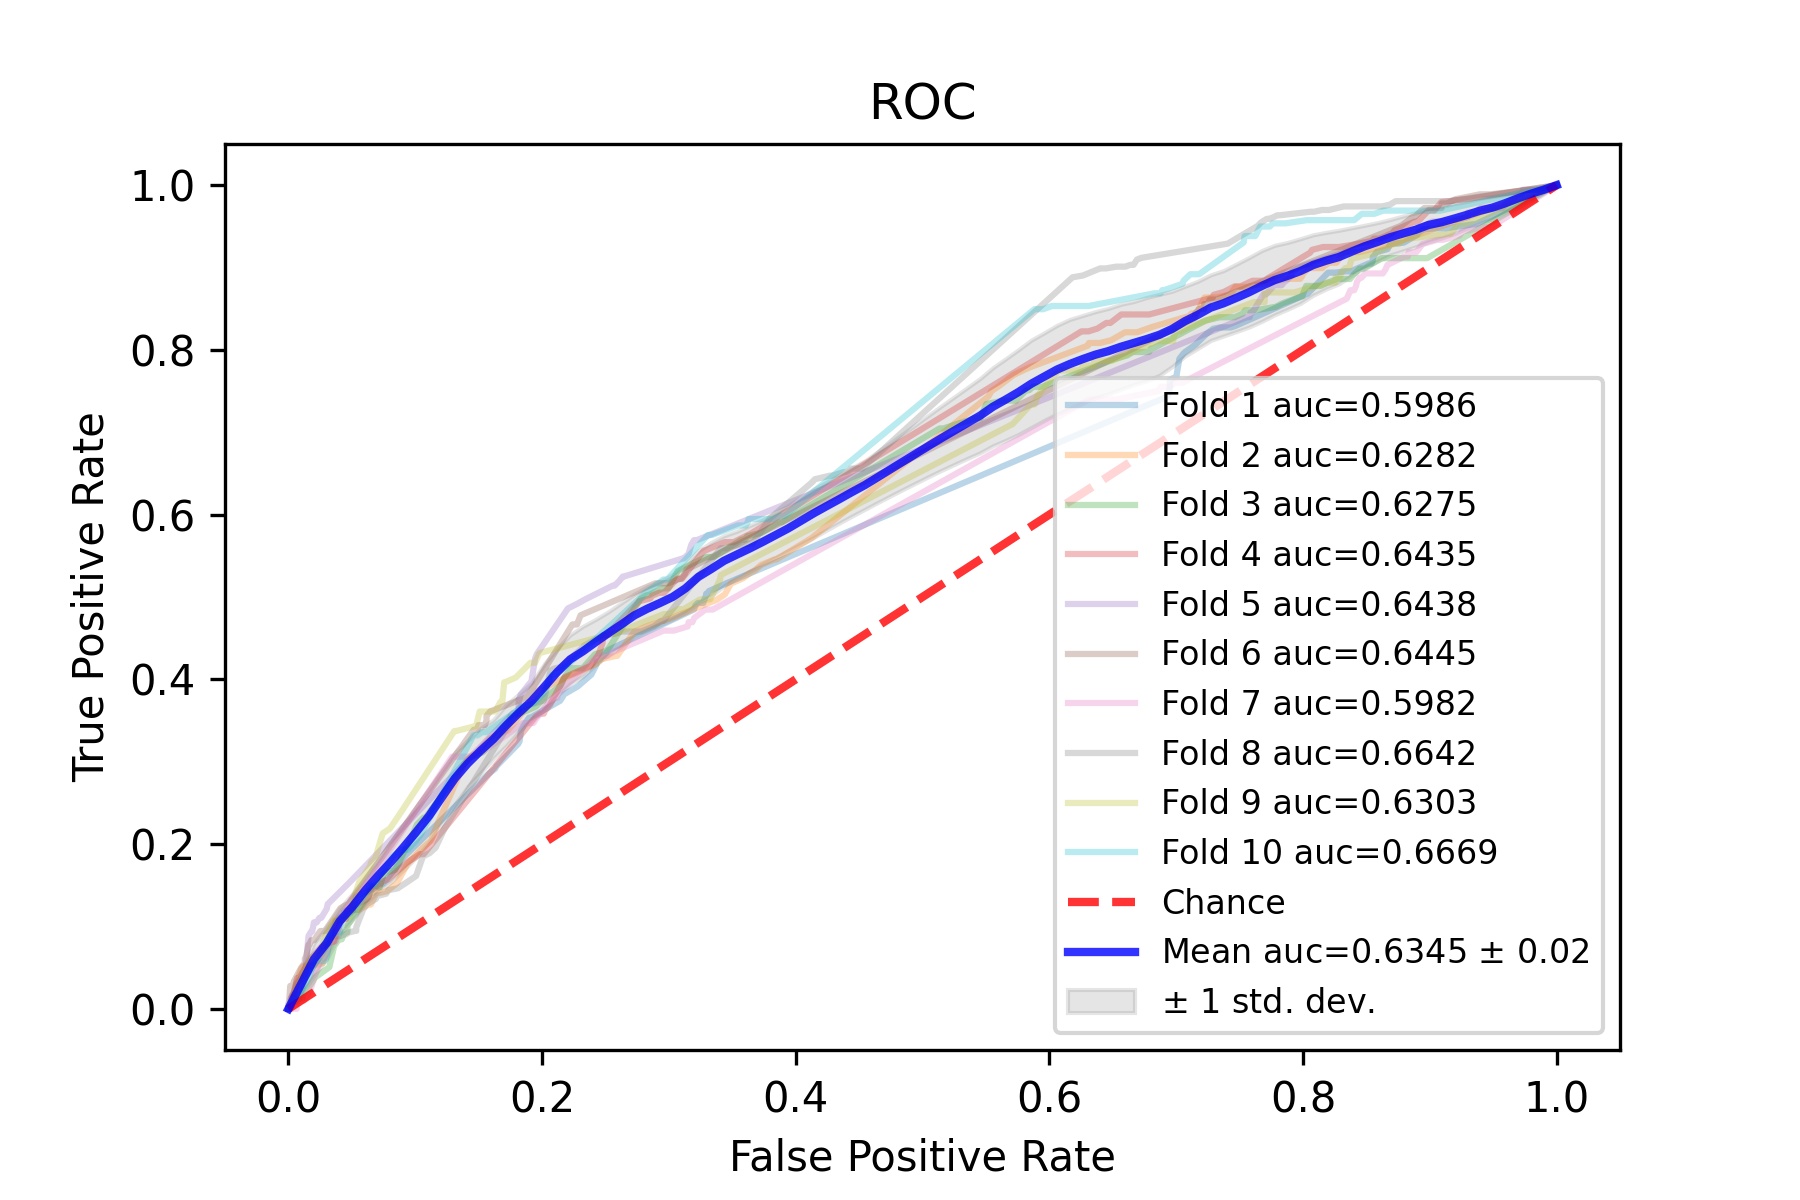 ROC
1.0
0.8
0.6
0.4
0.2
0.0
True Positive Rate
Fold 1 auc=0.5986
Fold 2 auc=0.6282
Fold 3 auc=0.6275
Fold 4 auc=0.6435
Fold 5 auc=0.6438
Fold 6 auc=0.6445
Fold 7 auc=0.5982
Fold 8 auc=0.6642
Fold 9 auc=0.6303
Fold 10 auc=0.6669
Chance
Mean auc=0.6345 ± 0.02
± 1 std. dev.
0.0 0.2 0.4 0.6 0.8 1.0
False Positive Rate